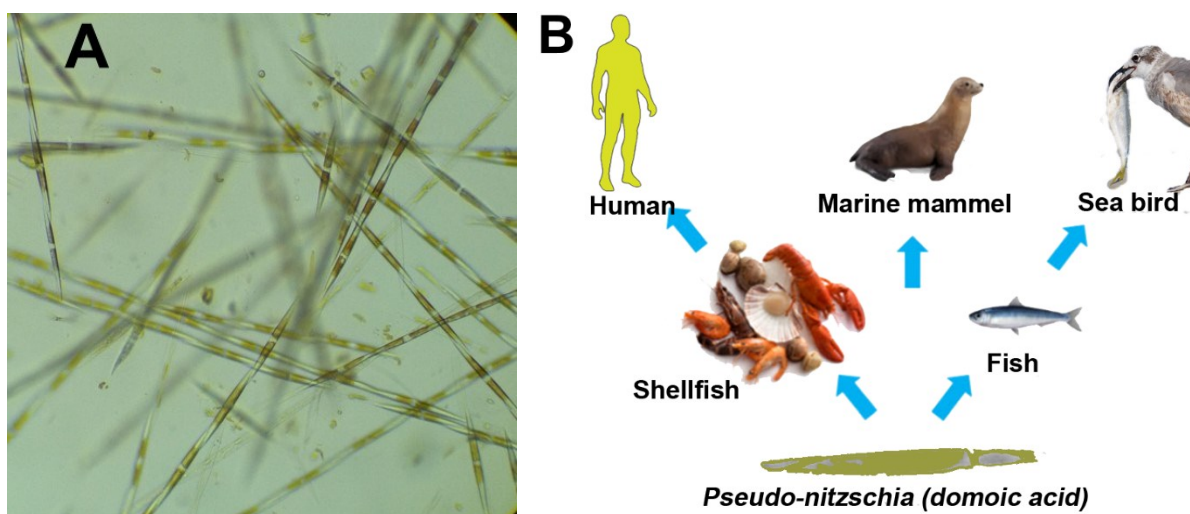 A
B
Human
Marine mammel
Sea bird
Shellfish
Fish
Pseudo-nitzschia (domoic acid)